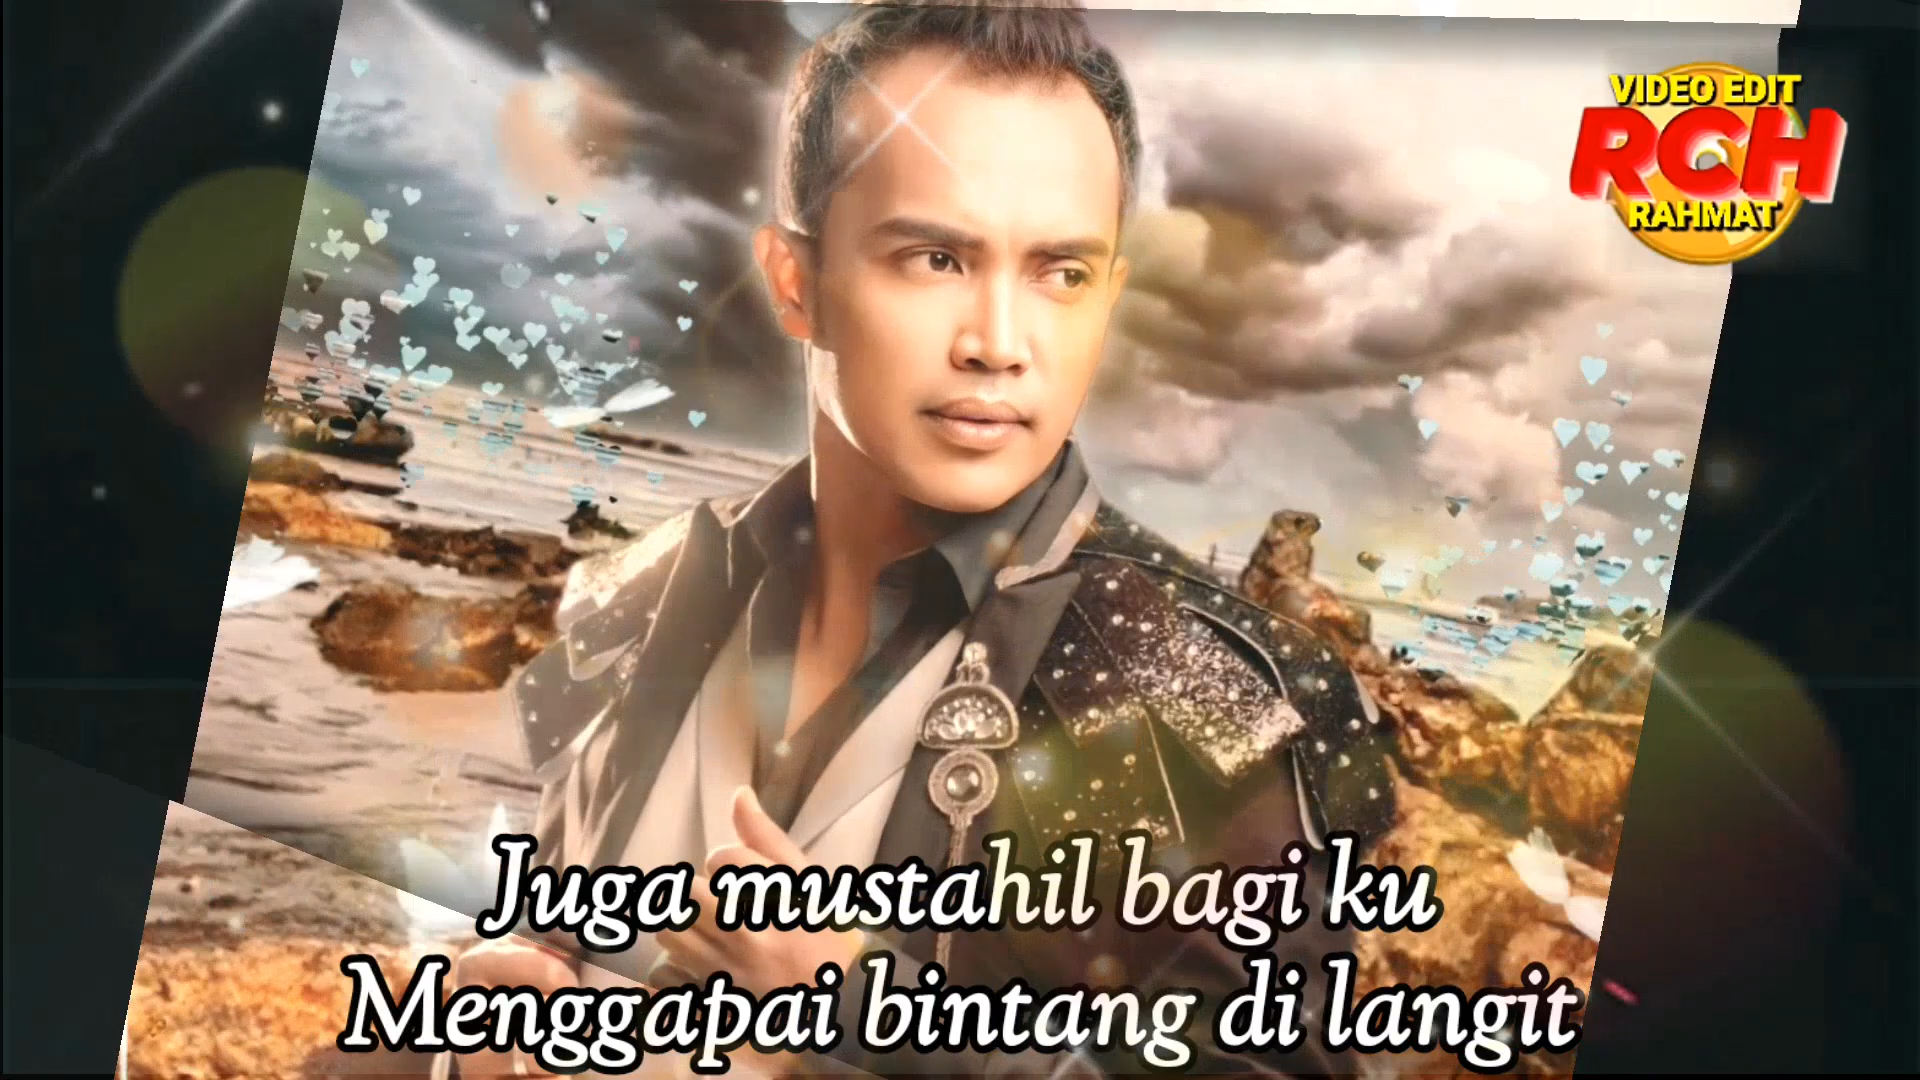 VIDEO EDIT
RCH
RAHMAT
Juga mustahil bagi ku
Menggapai bintang di langit